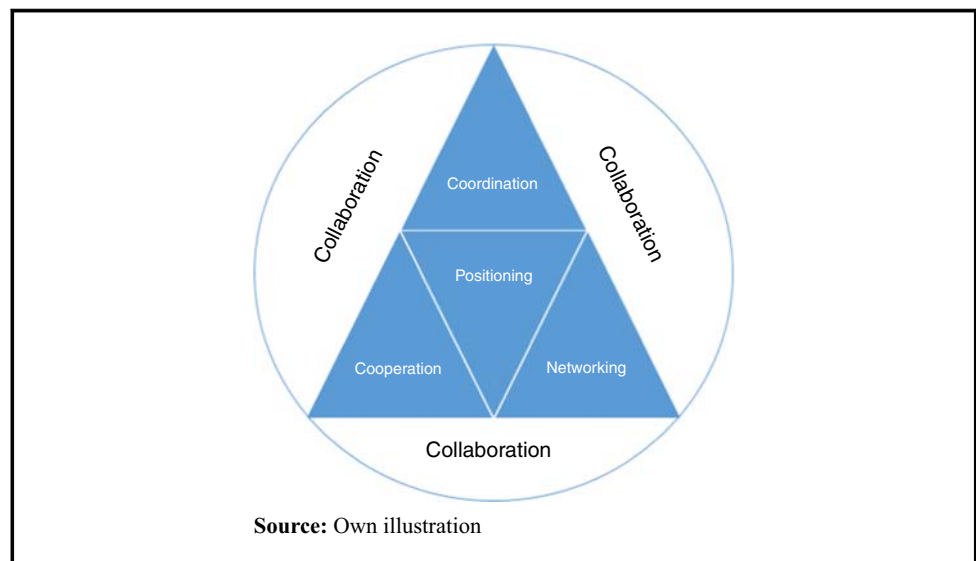 Collaboration
Collaboration
Coordination
Positioning
Cooperation
Networking
Collaboration
Source: Own illustration